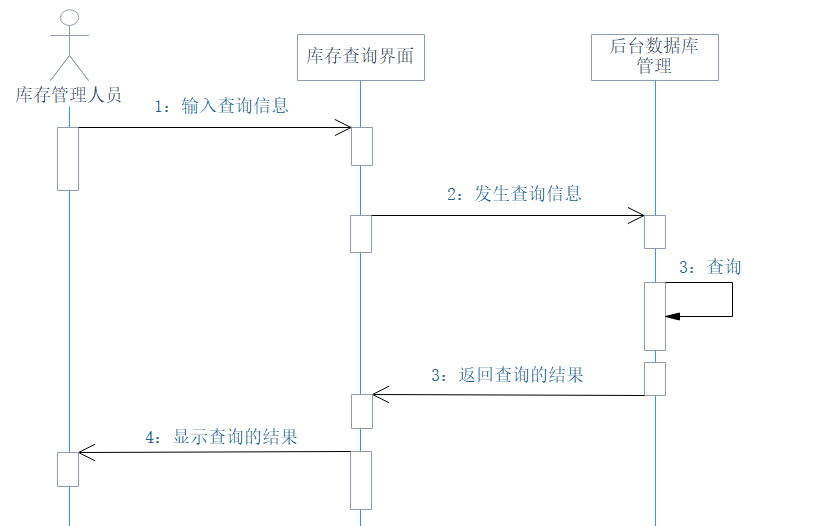 库存查询界面
后台数据库
管理
库存管理人员
1: 输入查询信息
2: 发生查询信息
3: 查询
3: 返回查询的结果
4: 显示查询的结果